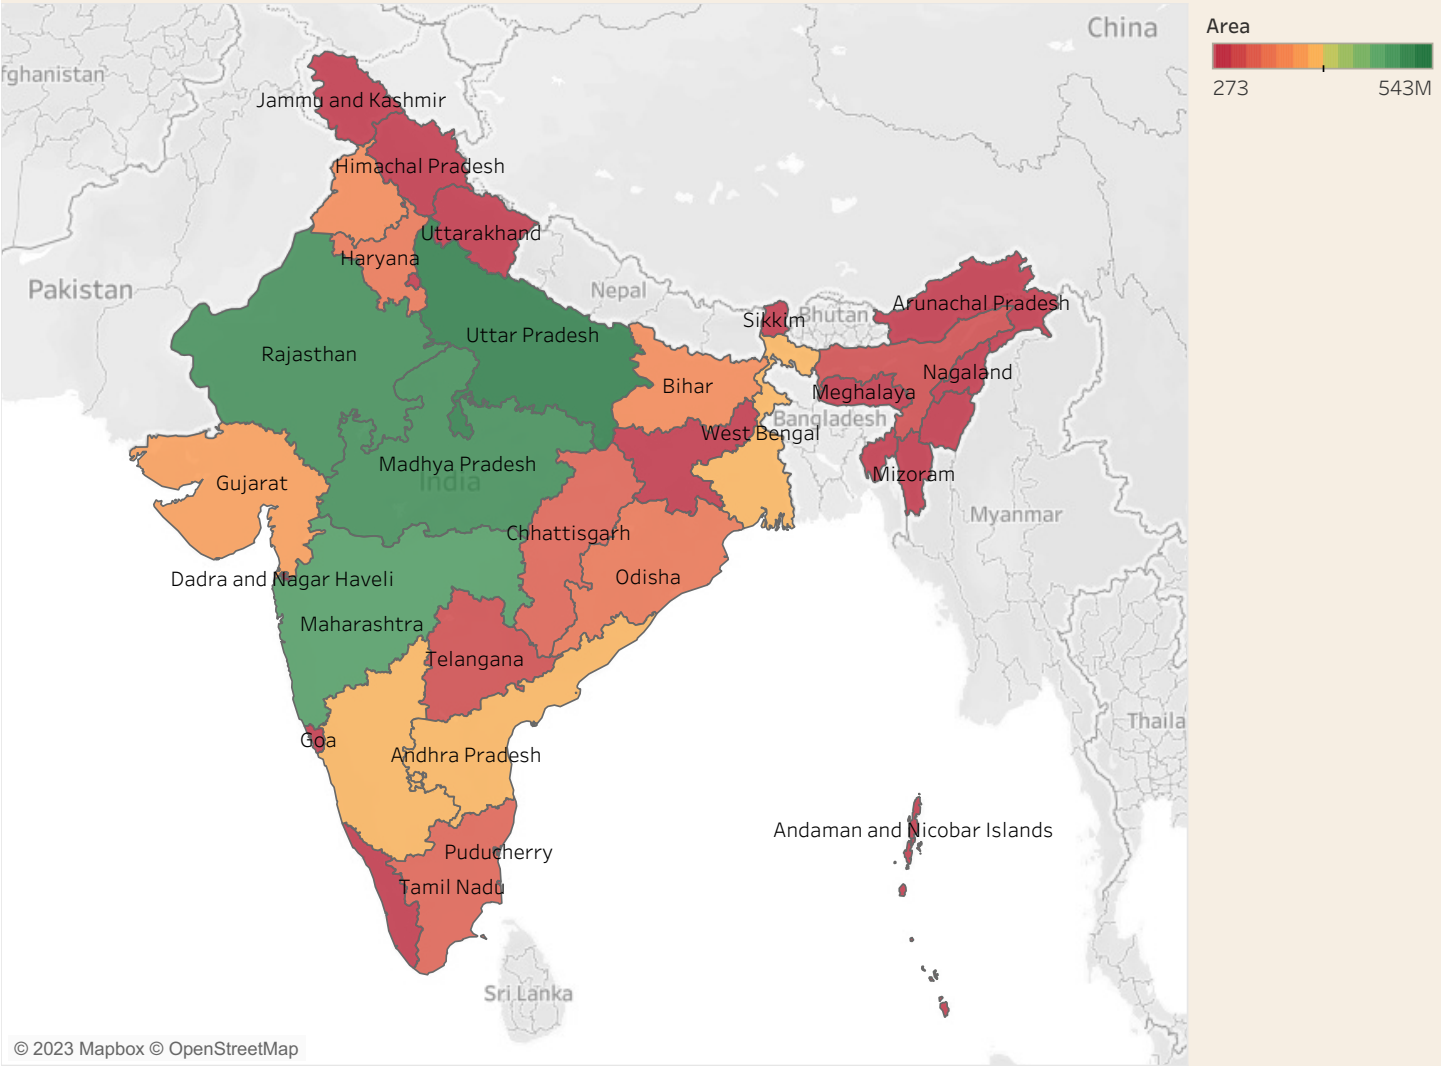 China
Area
273
543M
fghanistan
Jammu and Kashmir
Himachal Pradesh
Uttarakhand
Haryana
Pakistan
Nepal
Sikkim
Bhutan
Arunachal Pradesh
Rajasthan
Uttar Pradesh
Bihar
Nagaland
Meghalaya
Bangladesh
West Bengal
Madhya Pradesh
India
Gujarat
Mizoram
Myanmar
Chhattisgarh
Dadra and Nagar Haveli
Odisha
Maharashtra
Telangana
Thaila
Goa
Andhra Pradesh
Andaman and Nicobar Islands
Puducherry
Tamil Nadu
Sri Lanka
© 2023 Mapbox © OpenStreetMap